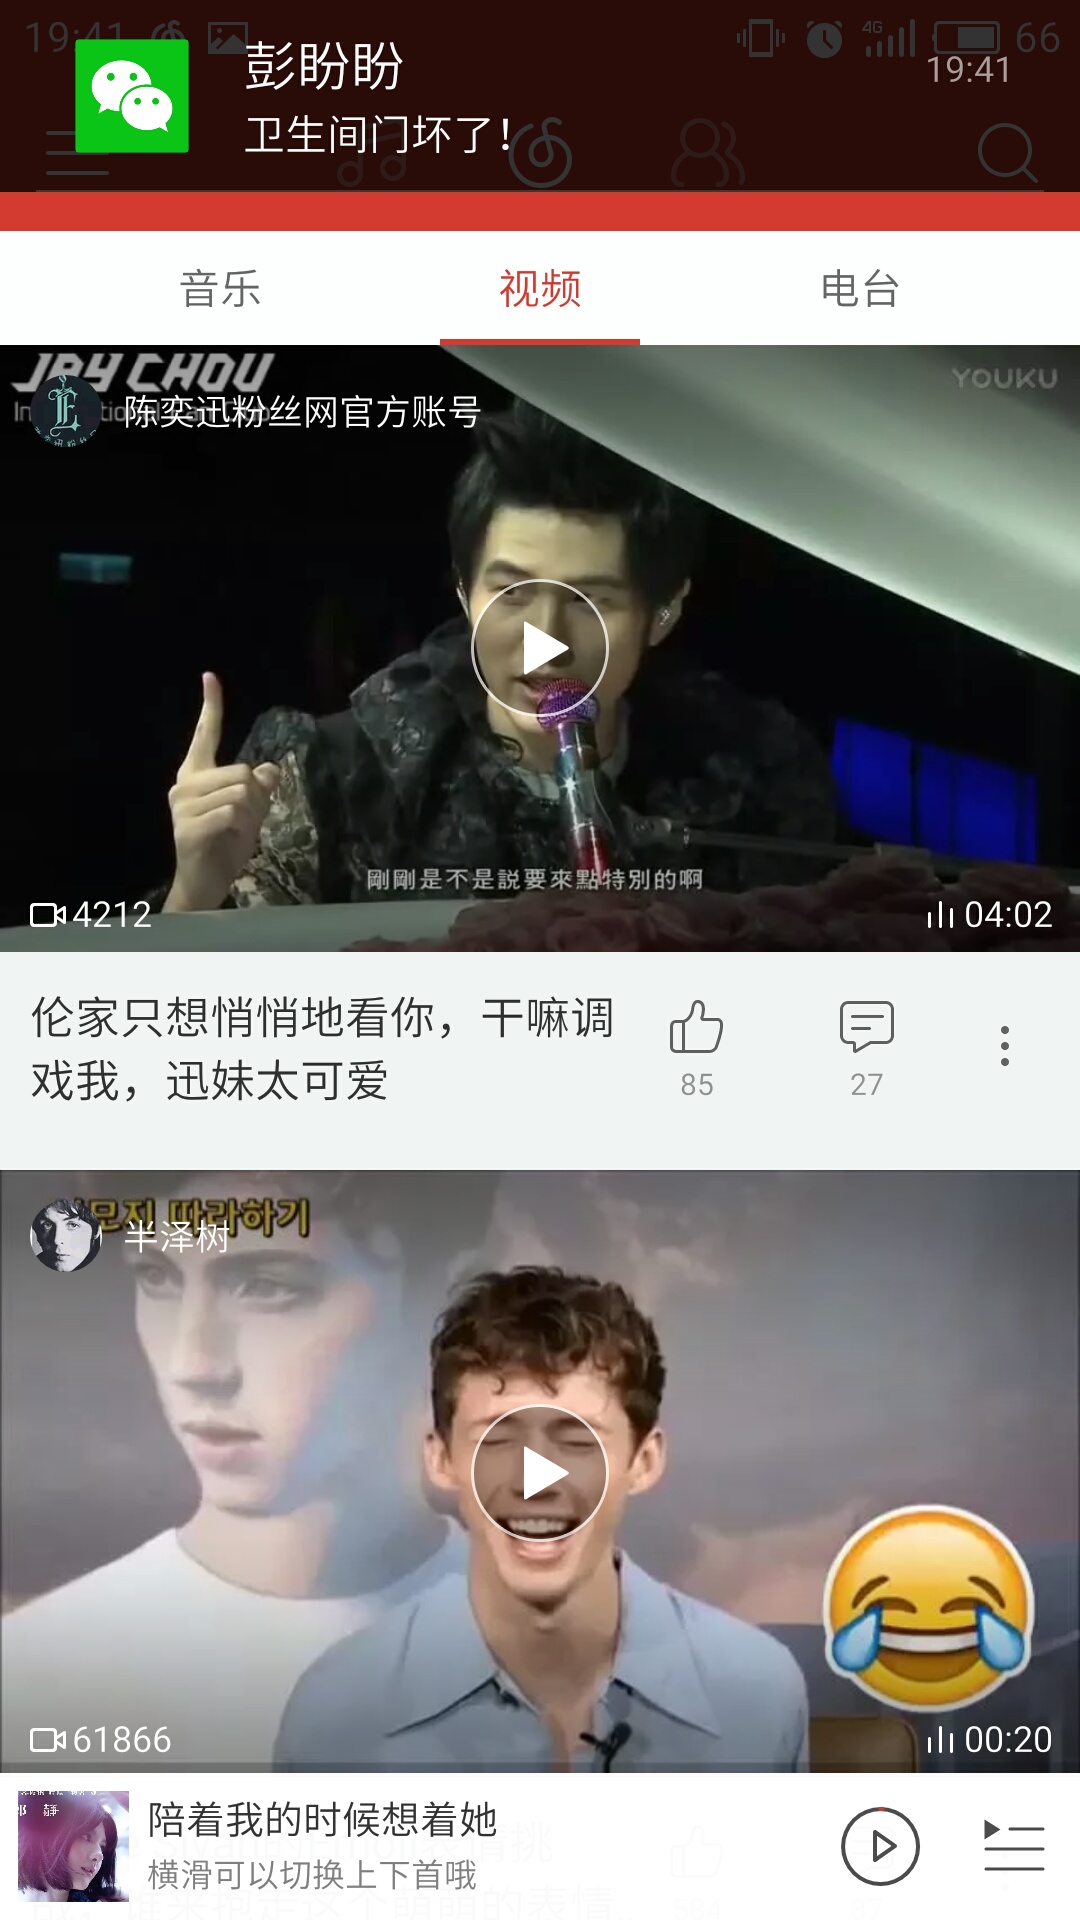 19:41
4G
66
彭盼盼
19:41
卫生间门坏了!
音乐
视频
电台
JAY CHOU
YOUKU
陈奕迅粉丝网官方账号
剛剛是不是説要來點特別的啊
4212
04:02
伦家只想悄悄地看你，干嘛调
戏我，迅妹太可爱
85
27
따라하기
半泽树
61866
00:20
陪着我的时候想着她
横滑可以切换上下首哦